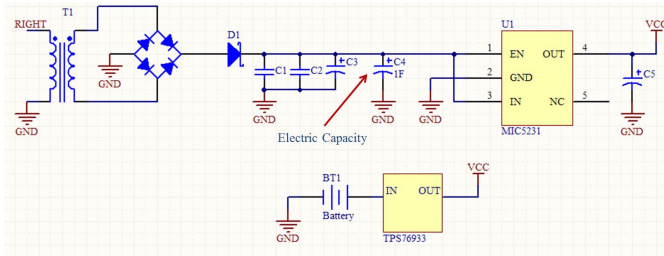 T1
RIGHT
GND
GND
D1
C1
C2
C3
C4
1F
GND
GND
GND
Electric Capacity
U1
1
EN
OUT
4
2
GND
3
IN
NC
5
MIC5231
VCC
C5
GND
BT1
Battery
GND
IN
OUT
TPS76933
VCC